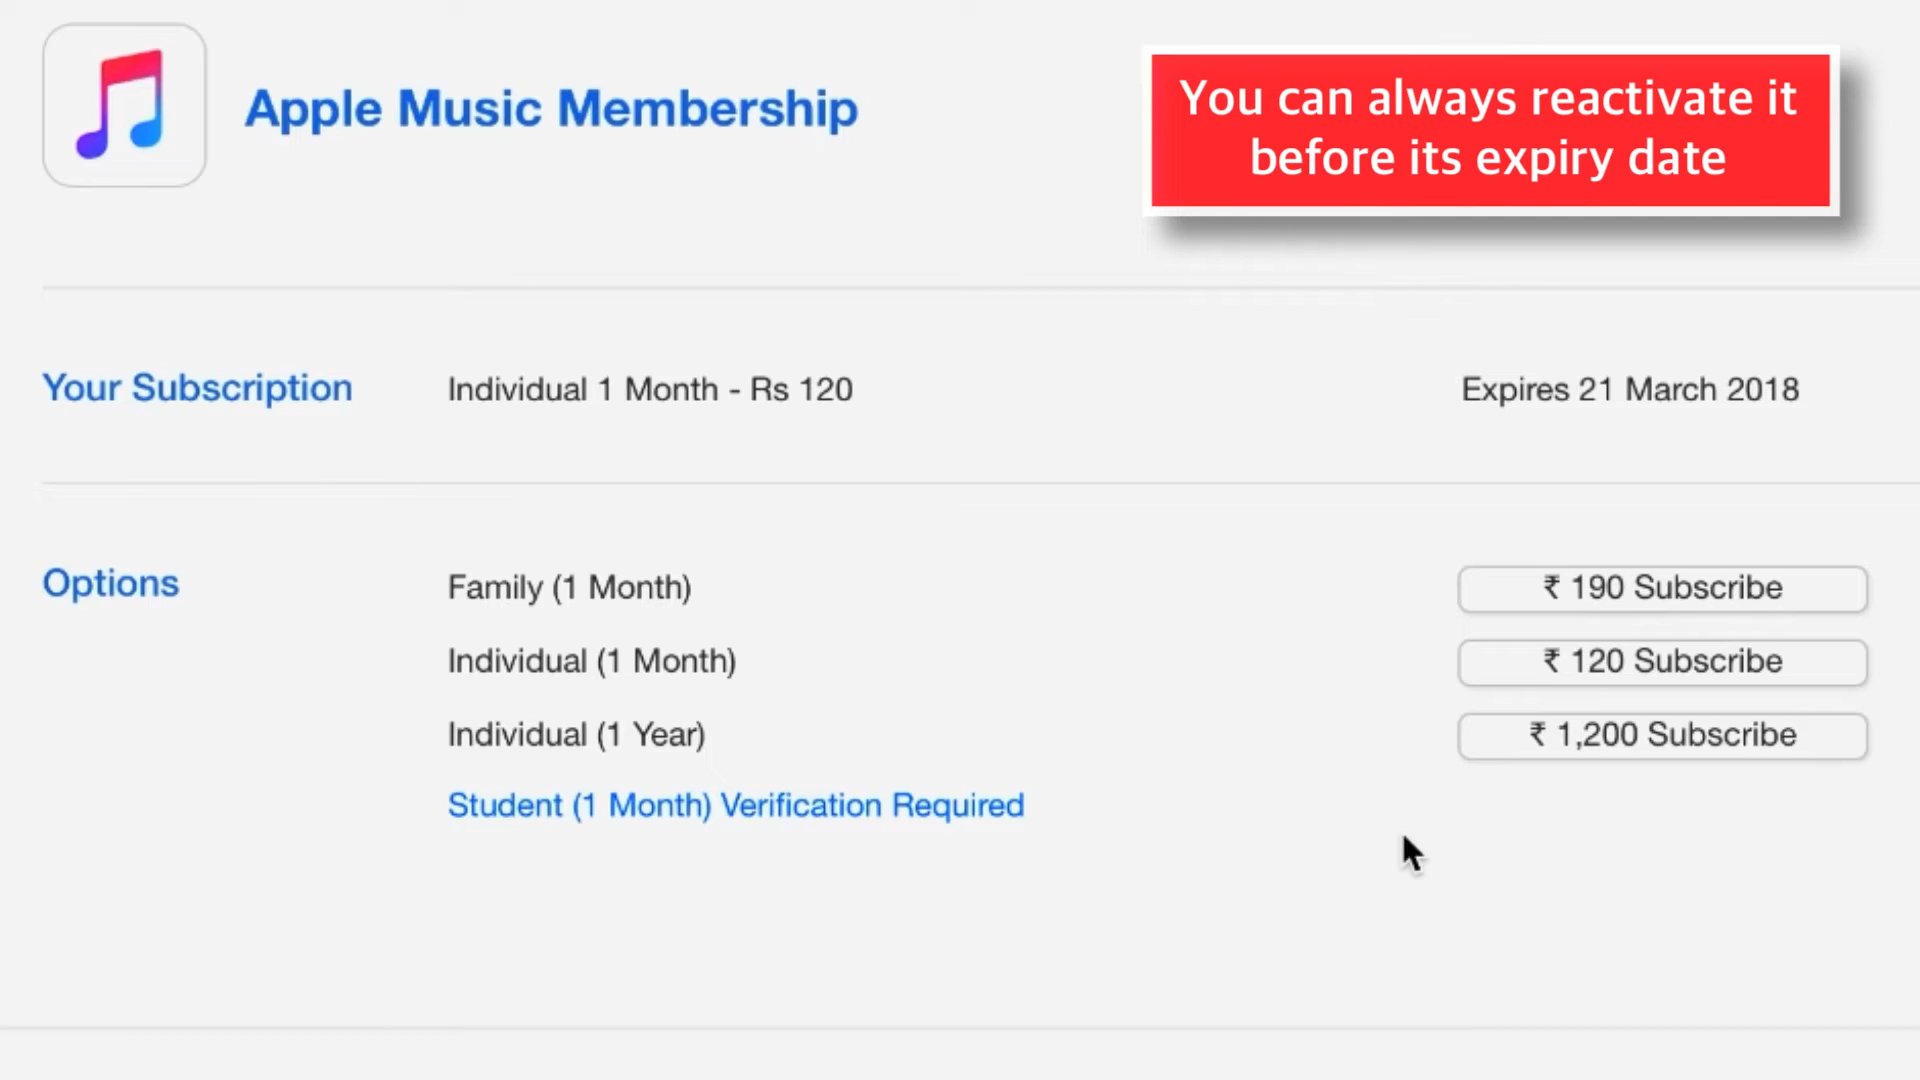 Apple Music Membership
You can always reactivate it
before its expiry date
Your Subscription
Individual 1 Month - Rs 120
Expires 21 March 2018
Options
Family (1 Month)
₹ 190 Subscribe
Individual (1 Month)
₹ 120 Subscribe
Individual (1 Year)
₹ 1,200 Subscribe
Student (1 Month) Verification Required